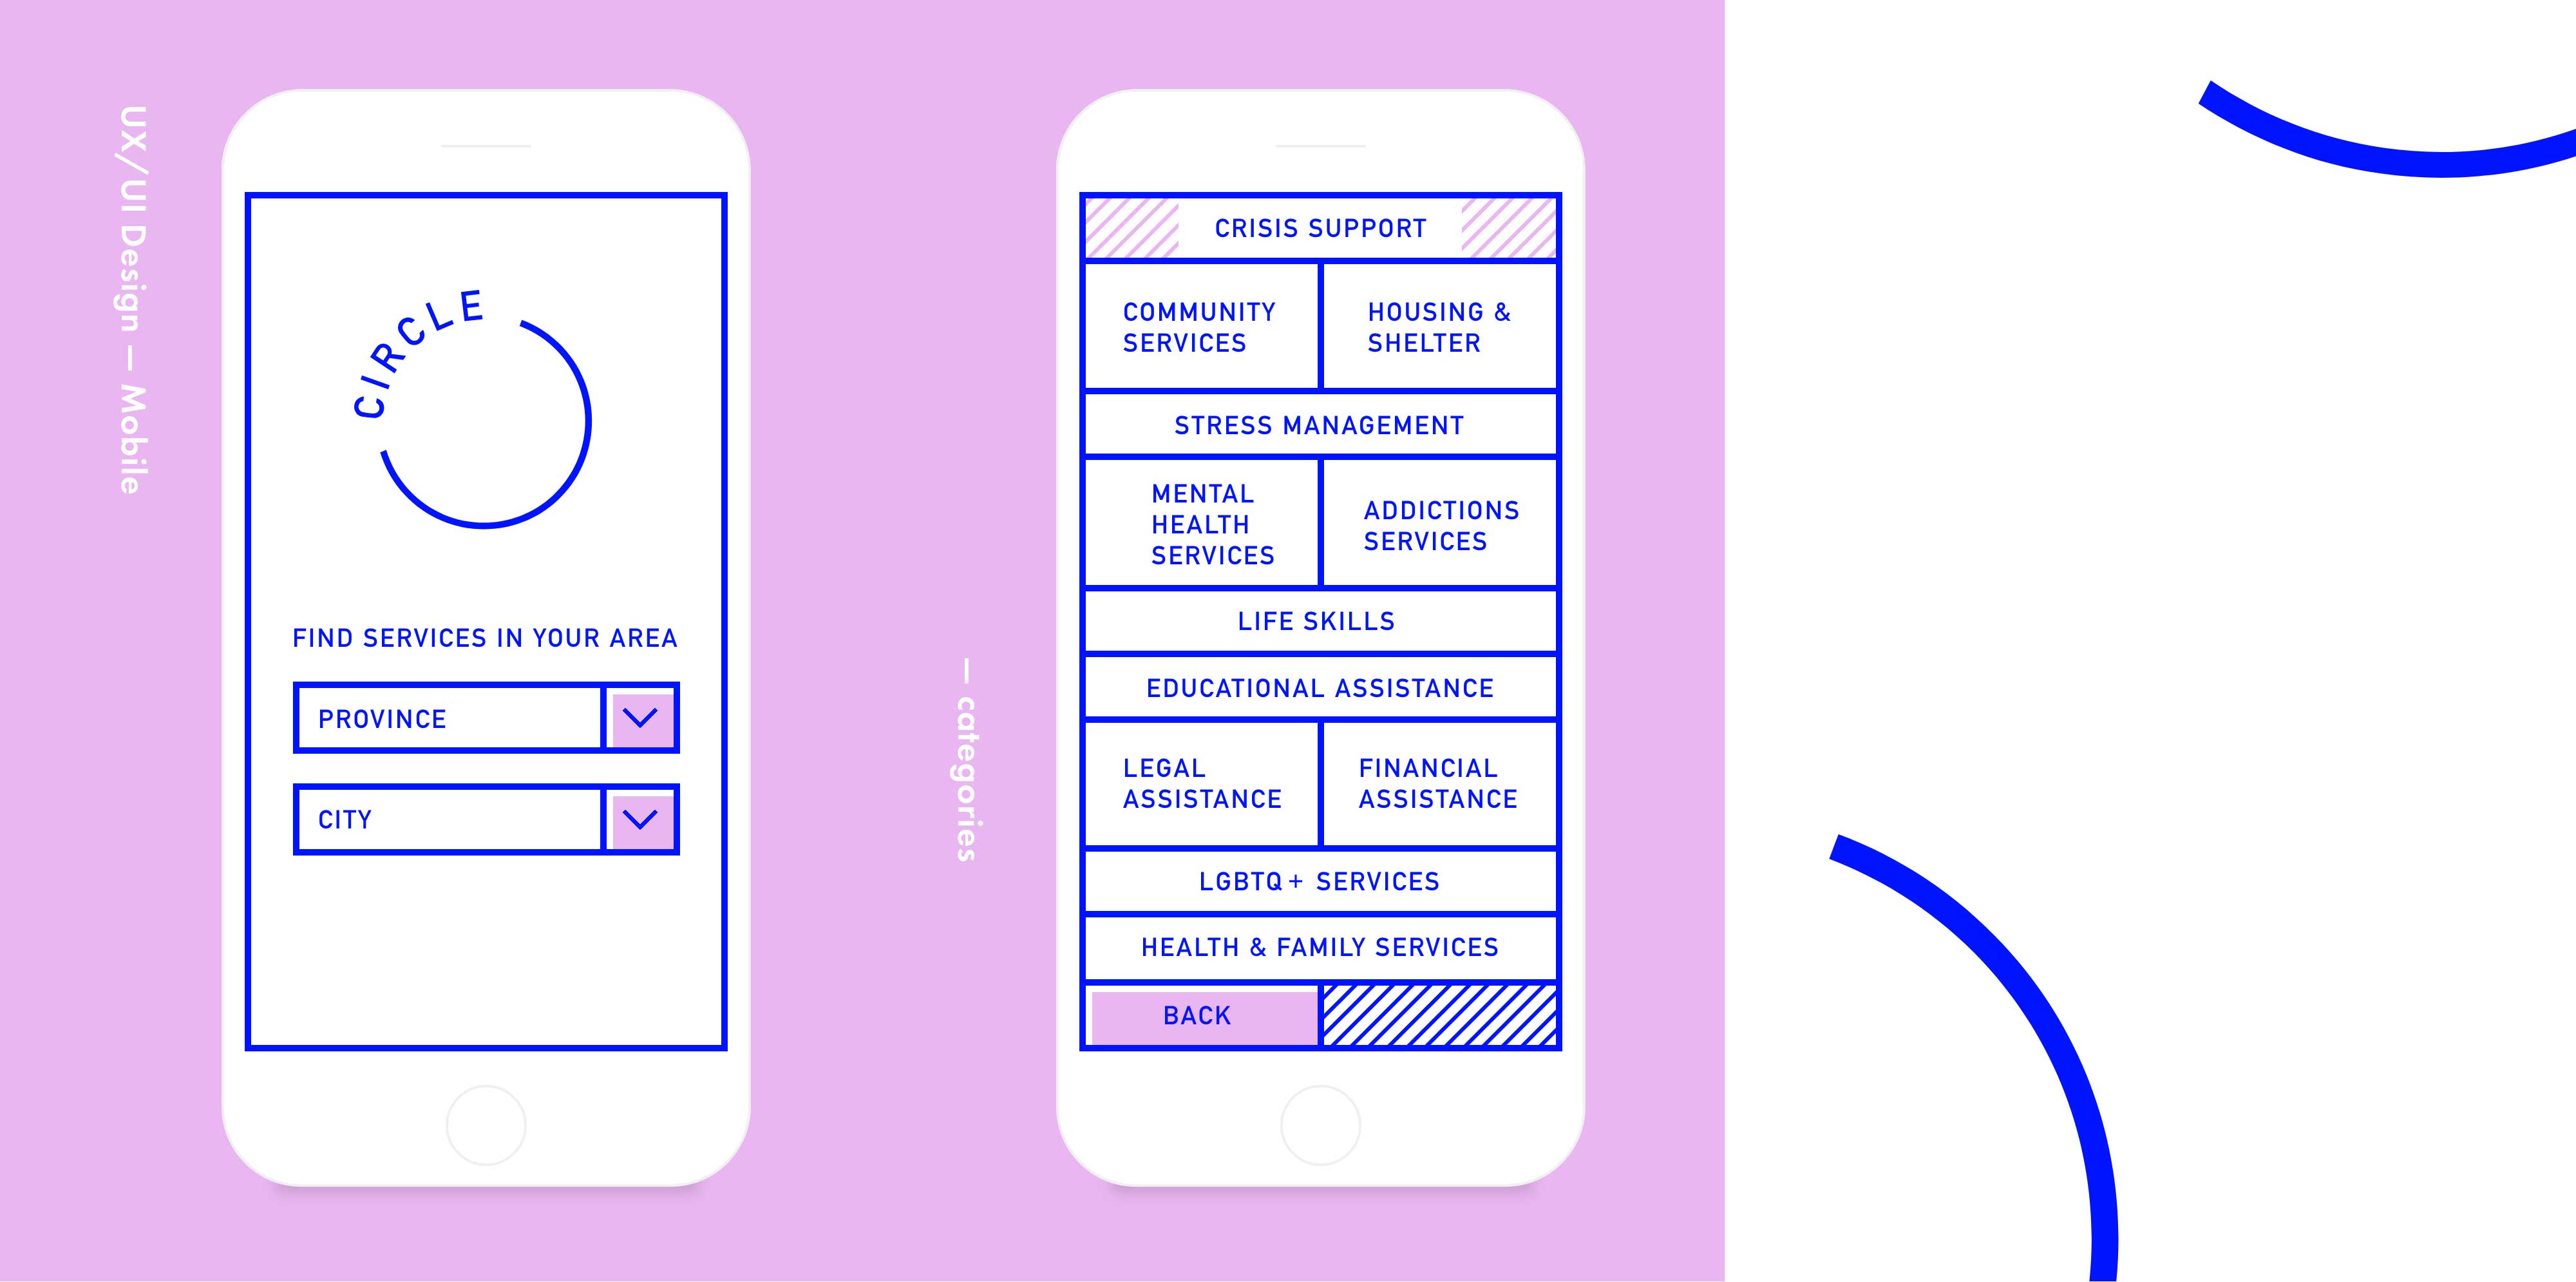 UX/UI Design — Mobile
CIRCLE
FIND SERVICES IN YOUR AREA
PROVINCE
CITY
— categories
CRISIS SUPPORT
COMMUNITY
SERVICES
HOUSING &
SHELTER
STRESS MANAGEMENT
MENTAL
HEALTH
SERVICES
ADDICTIONS
SERVICES
LIFE SKILLS
EDUCATIONAL ASSISTANCE
LEGAL
ASSISTANCE
FINANCIAL
ASSISTANCE
LGBTQ+ SERVICES
HEALTH & FAMILY SERVICES
BACK